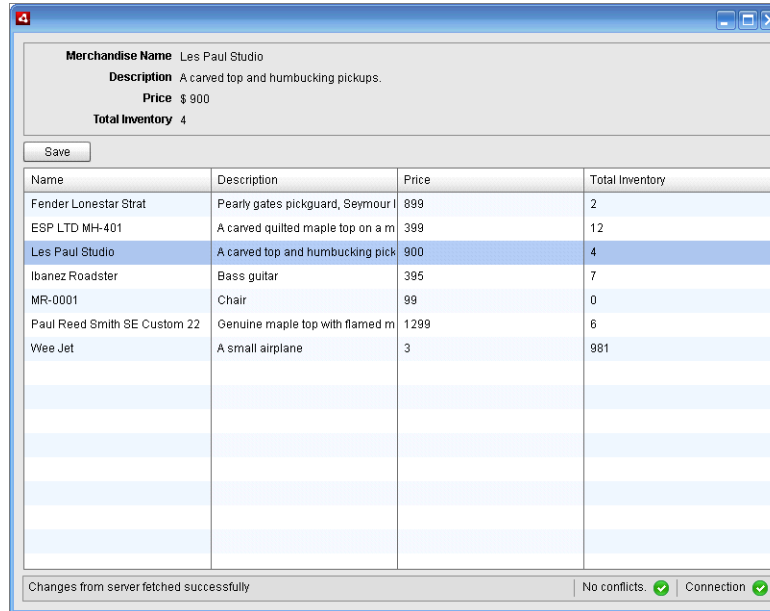 Merchandise Name Les Paul Studio
Description A carved top and humbucking pickups.
Price $ 900
Total Inventory 4
Save
Name Description Price Total Inventory
Fender Lonestar Strat Pearly gates pickguard, Seymour 899 2
ESP LTD MH-401 A carved quilted maple top on a m 399 12
Les Paul Studio A carved top and humbucking pick 900 4
Ibanez Roadster Bass guitar 395 7
MR-0001 Chair 99 0
Paul Reed Smith SE Custom 22 Genuine maple top with flamed m 1299 6
Wee Jet A small airplane 3 981
Changes from server fetched successfully No conflicts. Connection